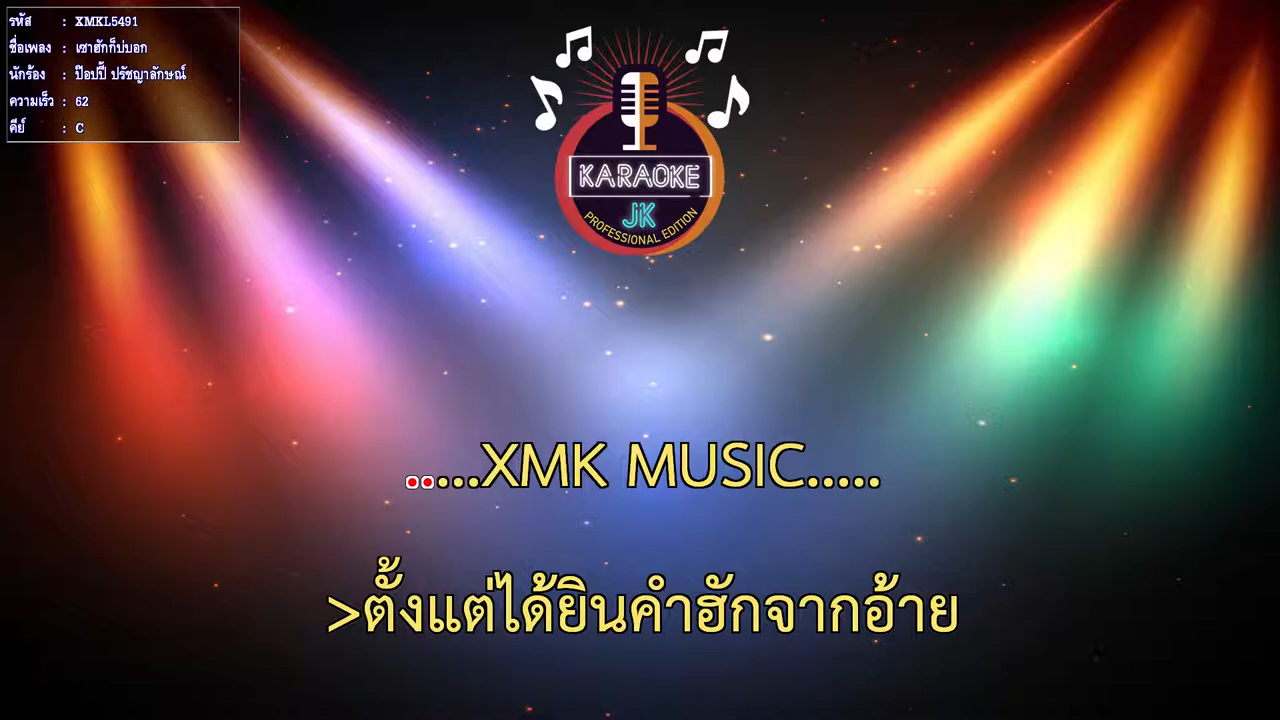 รหัส : XMKL5491
ชื่อเพลง : เซาฮักก็บ่บอก
นักร้อง : ป๊อปปี้ ปรัชญาลักษณ์
ความเร็ว : 62
คีย์ : C
KARAOKE
JK
PROFESSIONAL EDITION
.....XMK MUSIC.....
>ตั้งแต่ได้ยินคำฮักจากอ้าย